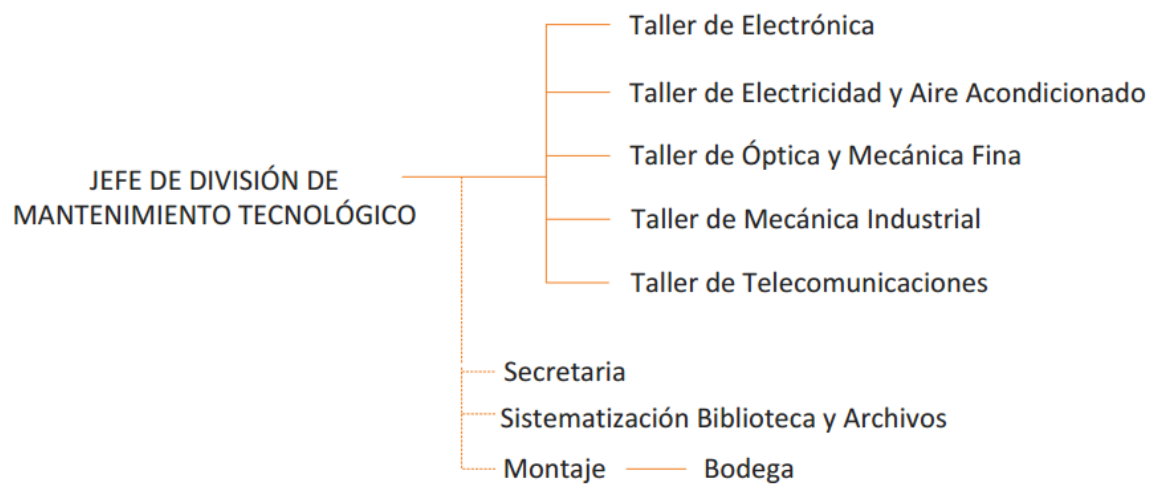 Taller de Electrónica
Taller de Electricidad y Aire Acondicionado
Taller de Óptica y Mecánica Fina
JEFE DE DIVISIÓN DE
MANTENIMIENTO TECNOLÓGICO
Taller de Mecánica Industrial
Taller de Telecomunicaciones
Secretaria
Sistematización Biblioteca y Archivos
Montaje
Bodega